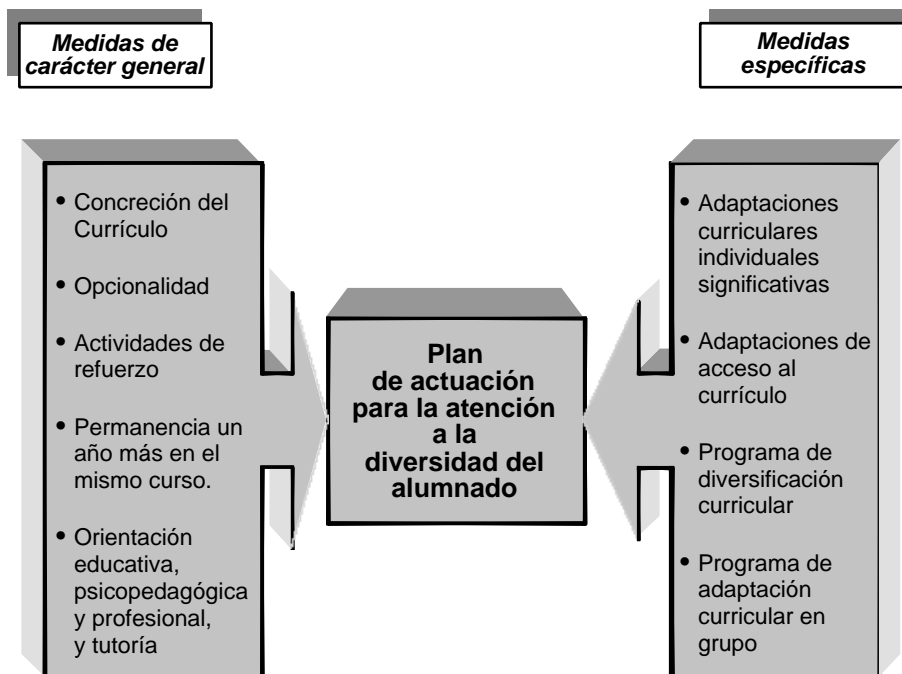 Medidas de
carácter general
Medidas
específicas
• Concreción del
Currículo
• Opcionalidad
• Actividades de
refuerzo
• Permanencia un
año más en el
mismo curso.
• Orientación
educativa,
psicopedagógica
y profesional,
y tutoría
Plan
de actuación
para la atención
a la
diversidad del
alumnado
• Adaptaciones
curriculares
individuales
significativas
• Adaptaciones de
acceso al
currículo
• Programa de
diversificación
curricular
• Programa de
adaptación
curricular en
grupo